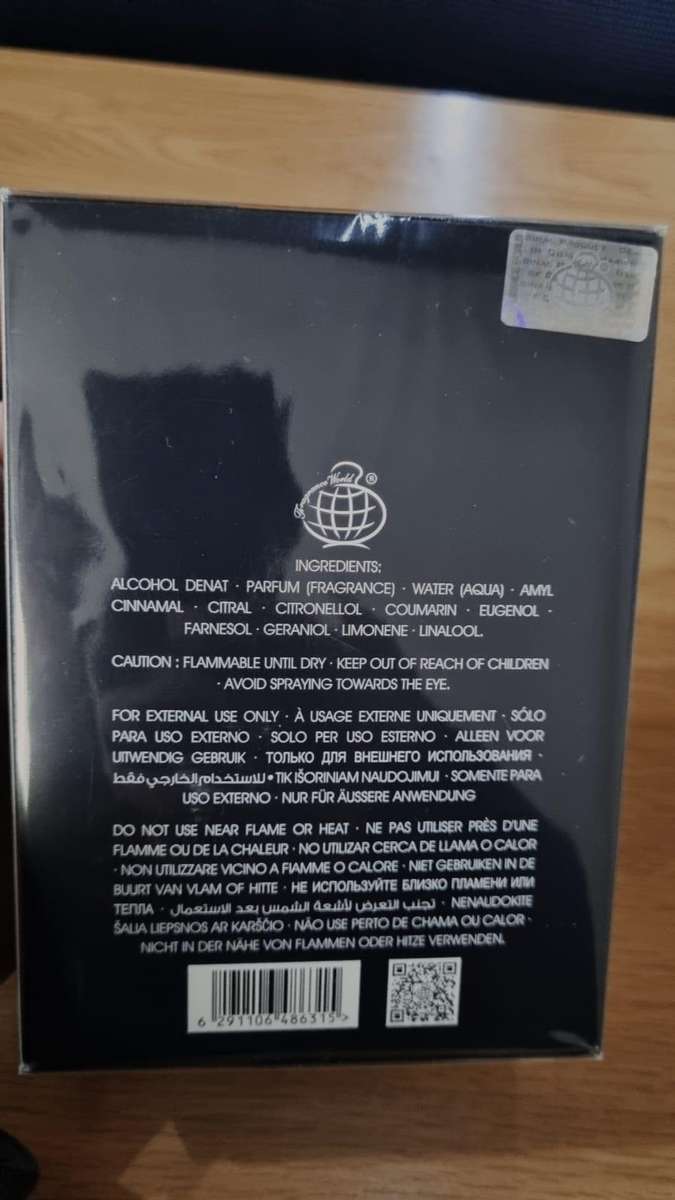 Fragrance World ®
INGREDIENTS:
ALCOHOL DENAT · PARFUM (FRAGRANCE) · WATER (AQUA) · AMYL
CINNAMAL · CITRAL · CITRONELLOL · COUMARIN · EUGENOL ·
FARNESOL · GERANIOL · LIMONENE · LINALOOL.
CAUTION : FLAMMABLE UNTIL DRY · KEEP OUT OF REACH OF CHILDREN
· AVOID SPRAYING TOWARDS THE EYE.
FOR EXTERNAL USE ONLY · À USAGE EXTERNE UNIQUEMENT · SÓLO
PARA USO EXTERNO · SOLO PER USO ESTERNO · ALLEEN VOOR
UITWENDIG GEBRUIK · ТОЛЬКО ДЛЯ ВНЕШНЕГО ИСПОЛЬЗОВАНИЯ ·
للاستخدام الخارجي فقط • TIK IŠORINIAM NAUDOJIMUI · SOMENTE PARA
USO EXTERNO · NUR FÜR ÄUSSERE ANWENDUNG
DO NOT USE NEAR FLAME OR HEAT · NE PAS UTILISER PRÈS D'UNE
FLAMME OU DE LA CHALEUR · NO UTILIZAR CERCA DE LLAMA O CALOR
· NON UTILIZZARE VICINO A FIAMME O CALORE · NIET GEBRUIKEN IN DE
BUURT VAN VLAM OF HITTE · НЕ ИСПОЛЬЗУЙТЕ БЛИЗКО ПЛАМЕНИ ИЛИ
ТЕПЛА · تجنب التعرض لأشعة الشمس بعد الاستعمال · NENAUDOKITE
ŠALIA LIEPSNOS AR KARŠČIO · NÃO USE PERTO DE CHAMA OU CALOR ·
NICHT IN DER NÄHE VON FLAMMEN ODER HITZE VERWENDEN.
6 291106 486315 >